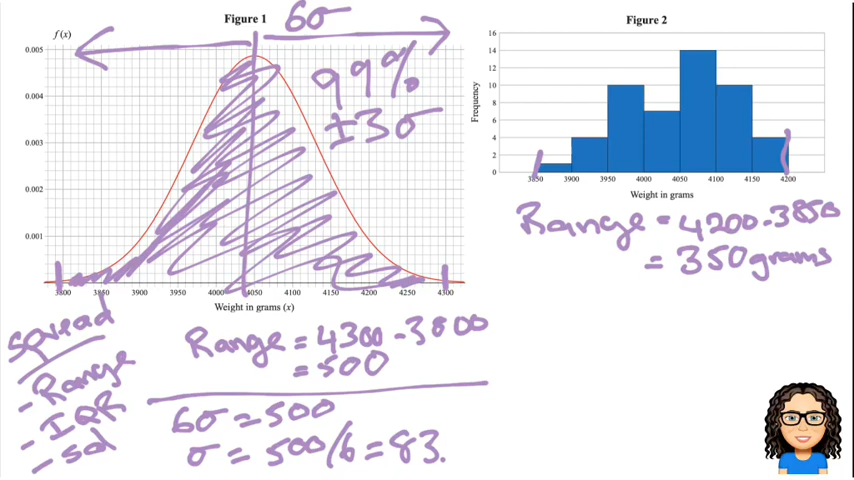 Figure 1
6σ
f (x)
0.005
0.004
0.003
0.002
0.001
99%
±3σ
3800 3850 3900 3950 4000 4050 4100 4150 4200 4250 4300
Weight in grams (x)
Figure 2
Frequency
16
14
12
10
8
6
4
2
0
3850 3900 3950 4000 4050 4100 4150 4200
Weight in grams
Range = 4200 - 3850
= 350 grams
Spread
- Range
- IQR
- sd
Range = 4300 - 3800
= 500
6σ = 500
σ = 500/6 = 83.